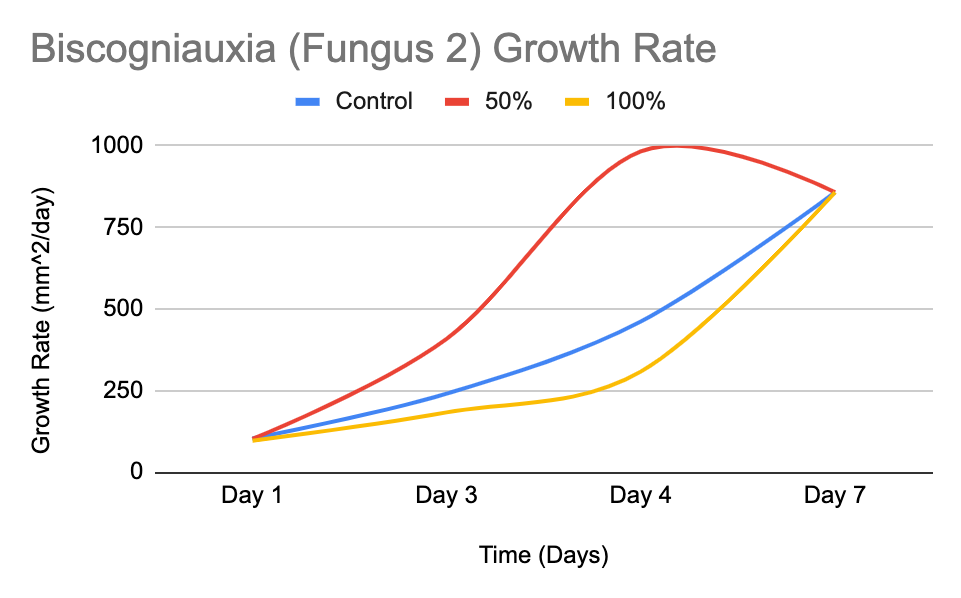 Biscogniauxia (Fungus 2) Growth Rate
Control 50% 100%
Growth Rate (mm^2/day)
1000
750
500
250
0
Day 1 Day 3 Day 4 Day 7
Time (Days)